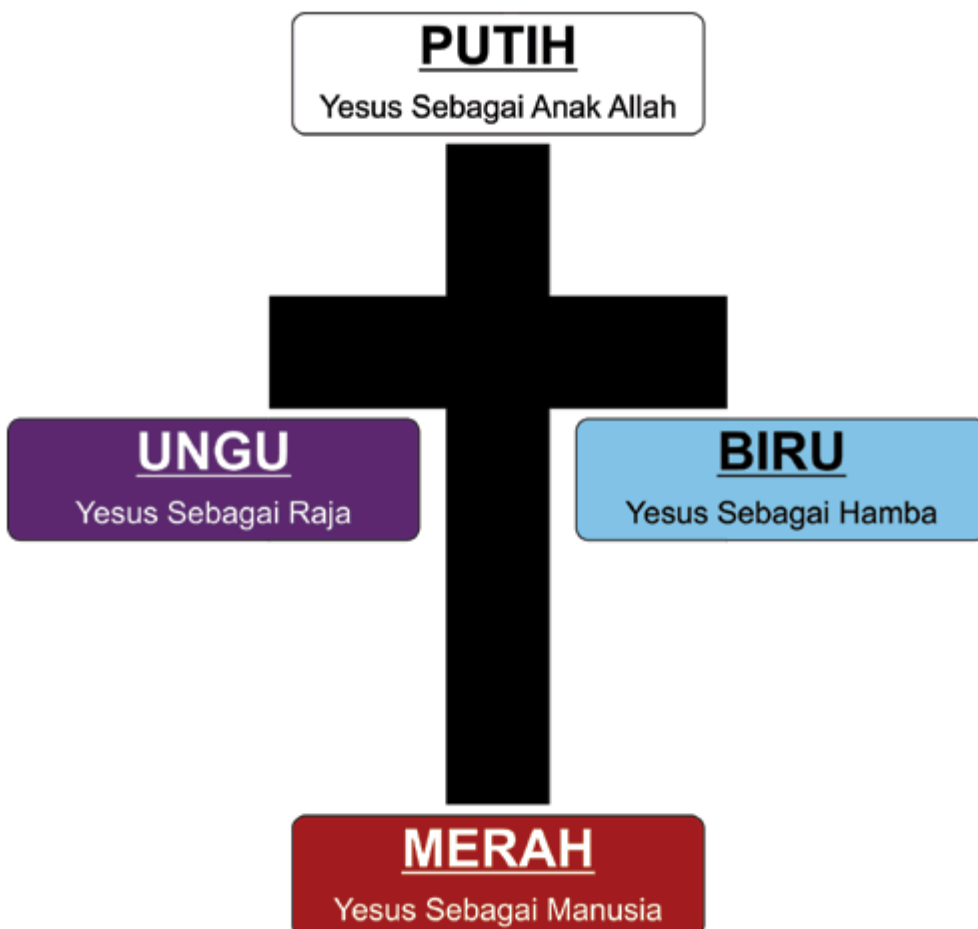 PUTIH
Yesus Sebagai Anak Allah
UNGU
Yesus Sebagai Raja
BIRU
Yesus Sebagai Hamba
MERAH
Yesus Sebagai Manusia